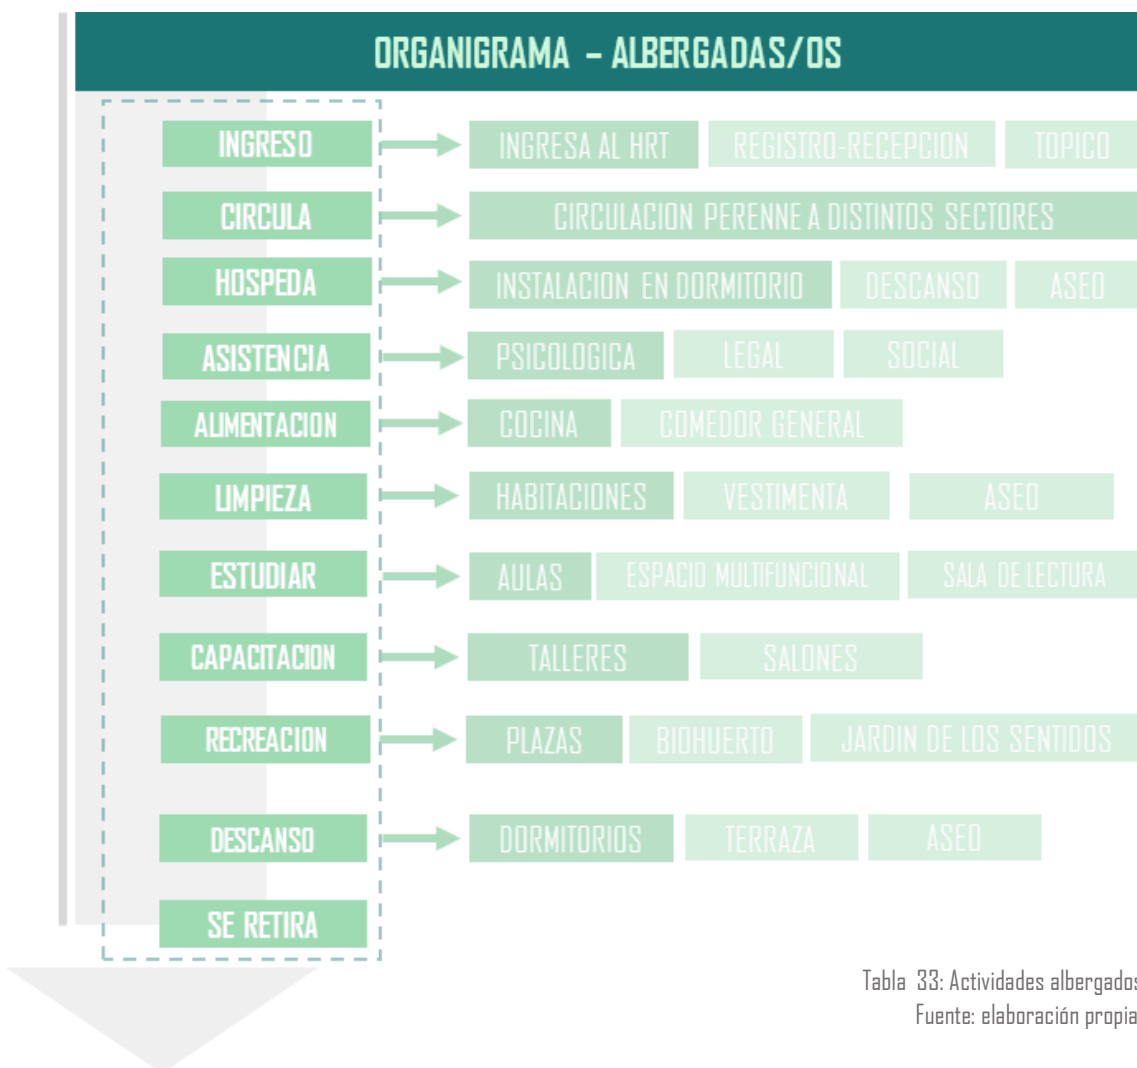 ORGANIGRAMA – ALBERGADAS/OS
INGRESO INGRESA AL HRT REGISTRO-RECEPCION TOPICO
CIRCULA CIRCULACION PERENNE A DISTINTOS SECTORES
HOSPEDA INSTALACION EN DORMITORIO DESCANSO ASEO
ASISTENCIA PSICOLOGICA LEGAL SOCIAL
ALIMENTACION COCINA COMEDOR GENERAL
LIMPIEZA HABITACIONES VESTIMENTA ASEO
ESTUDIAR AULAS ESPACIO MULTIFUNCIONAL SALA DE LECTURA
CAPACITACION TALLERES SALONES
RECREACION PLAZAS BIOHUERTO JARDIN DE LOS SENTIDOS
DESCANSO DORMITORIOS TERRAZA ASEO
SE RETIRA
Tabla 33: Actividades albergados
Fuente: elaboración propia